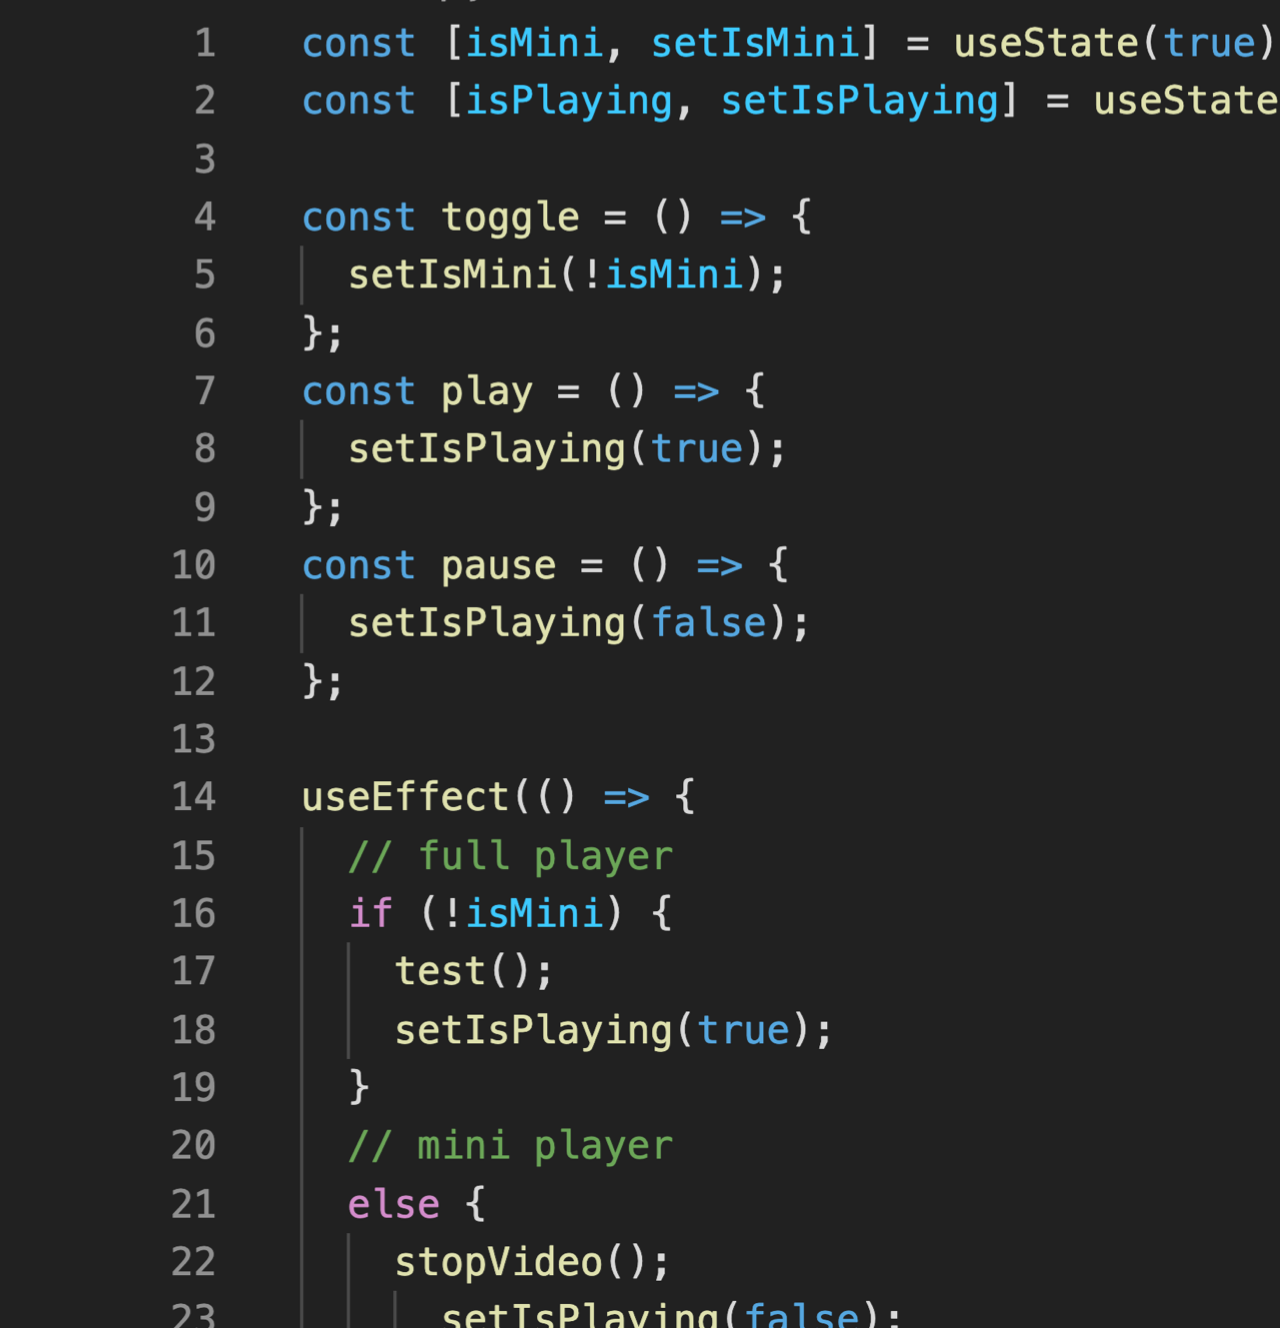 1 const [isMini, setIsMini] = useState(true)
2 const [isPlaying, setIsPlaying] = useState
3
4 const toggle = () => {
5 setIsMini(!isMini);
6 };
7 const play = () => {
8 setIsPlaying(true);
9 };
10 const pause = () => {
11 setIsPlaying(false);
12 };
13
14 useEffect(() => {
15 // full player
16 if (!isMini) {
17 test();
18 setIsPlaying(true);
19 }
20 // mini player
21 else {
22 stopVideo();
23 setIsPlaying(false);